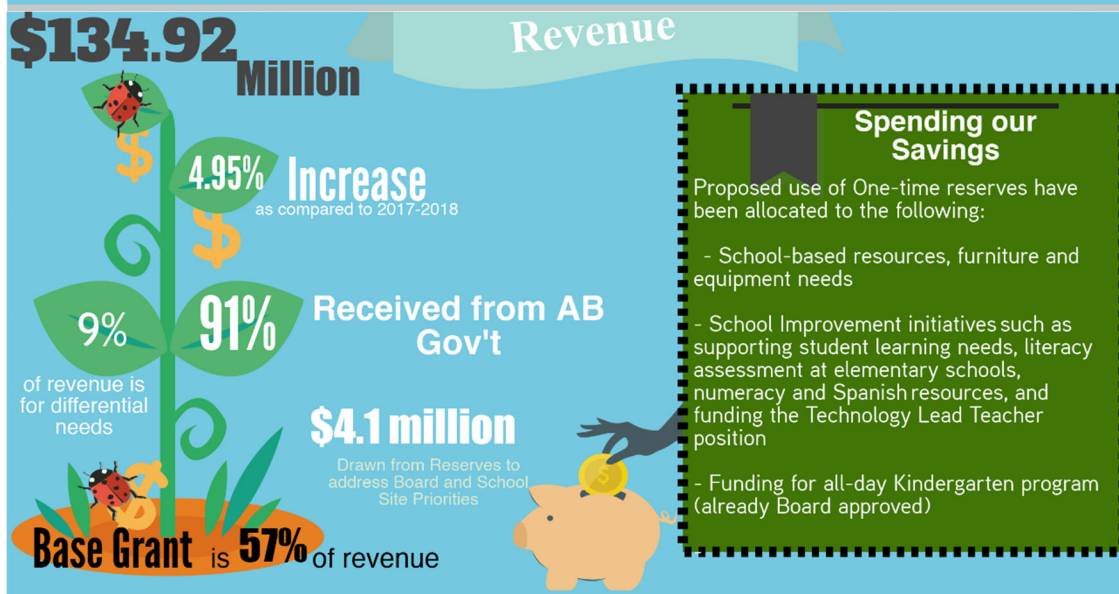 Revenue
$134.92
Million
4.95%
Increase
as compared to 2017-2018
9%
91%
Received from AB
Gov't
of revenue is
for differential
needs
$4.1 million
Drawn from Reserves to
address Board and School
Site Priorities
Base Grant is 57% of revenue
Spending our
Savings
Proposed use of One-time reserves have
been allocated to the following:
- School-based resources, furniture and
equipment needs
- School Improvement initiatives such as
supporting student learning needs, literacy
assessment at elementary schools,
numeracy and Spanish resources, and
funding the Technology Lead Teacher
position
- Funding for all-day Kindergarten program
(already Board approved)